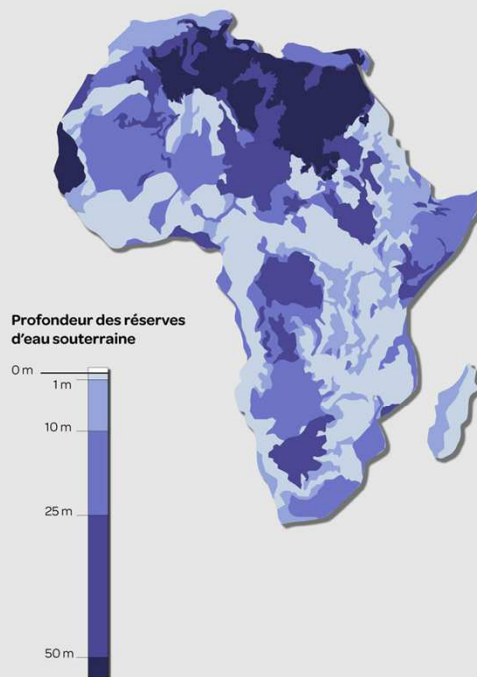 Profondeur des réserves
d'eau souterraine
0 m
1 m
10 m
25 m
50 m